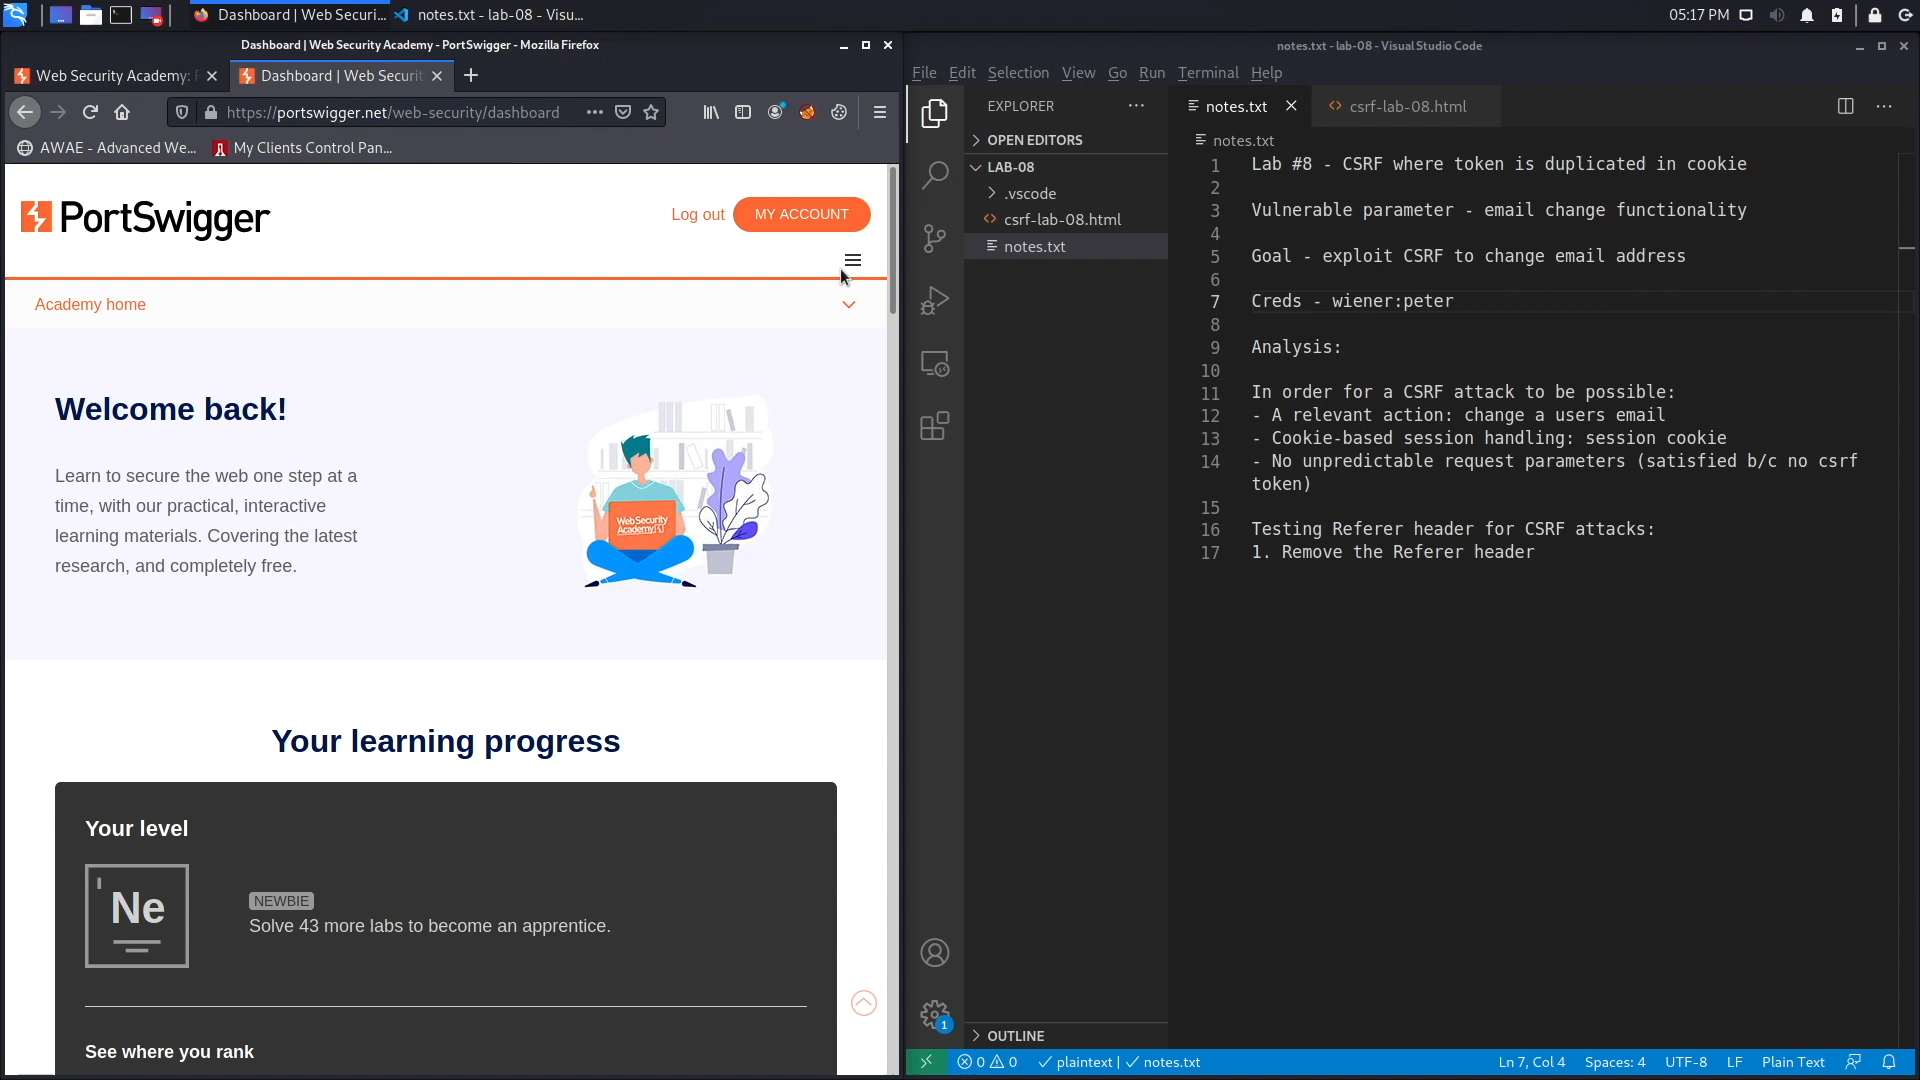 Dashboard | Web Securi...
notes.txt - lab-08 - Visu...
05:17 PM
Dashboard | Web Security Academy - PortSwigger - Mozilla Firefox
Web Security Academy:
Dashboard | Web Securit
https://portswigger.net/web-security/dashboard
AWAE - Advanced We...
My Clients Control Pan...
PortSwigger
Log out
MY ACCOUNT
Academy home
Welcome back!
Learn to secure the web one step at a
time, with our practical, interactive
learning materials. Covering the latest
research, and completely free.
WebSecurity
Academy
Your learning progress
Your level
Ne
NEWBIE
Solve 43 more labs to become an apprentice.
See where you rank
notes.txt - lab-08 - Visual Studio Code
File Edit Selection View Go Run Terminal Help
EXPLORER
OPEN EDITORS
LAB-08
.vscode
csrf-lab-08.html
notes.txt
OUTLINE
notes.txt
csrf-lab-08.html
notes.txt
1 Lab #8 - CSRF where token is duplicated in cookie
2
3 Vulnerable parameter - email change functionality
4
5 Goal - exploit CSRF to change email address
6
7 Creds - wiener:peter
8
9 Analysis:
10
11 In order for a CSRF attack to be possible:
12 - A relevant action: change a users email
13 - Cookie-based session handling: session cookie
14 - No unpredictable request parameters (satisfied b/c no csrf
token)
15
16 Testing Referer header for CSRF attacks:
17 1. Remove the Referer header
1
0 0 plaintext | notes.txt
Ln 7, Col 4 Spaces: 4 UTF-8 LF Plain Text